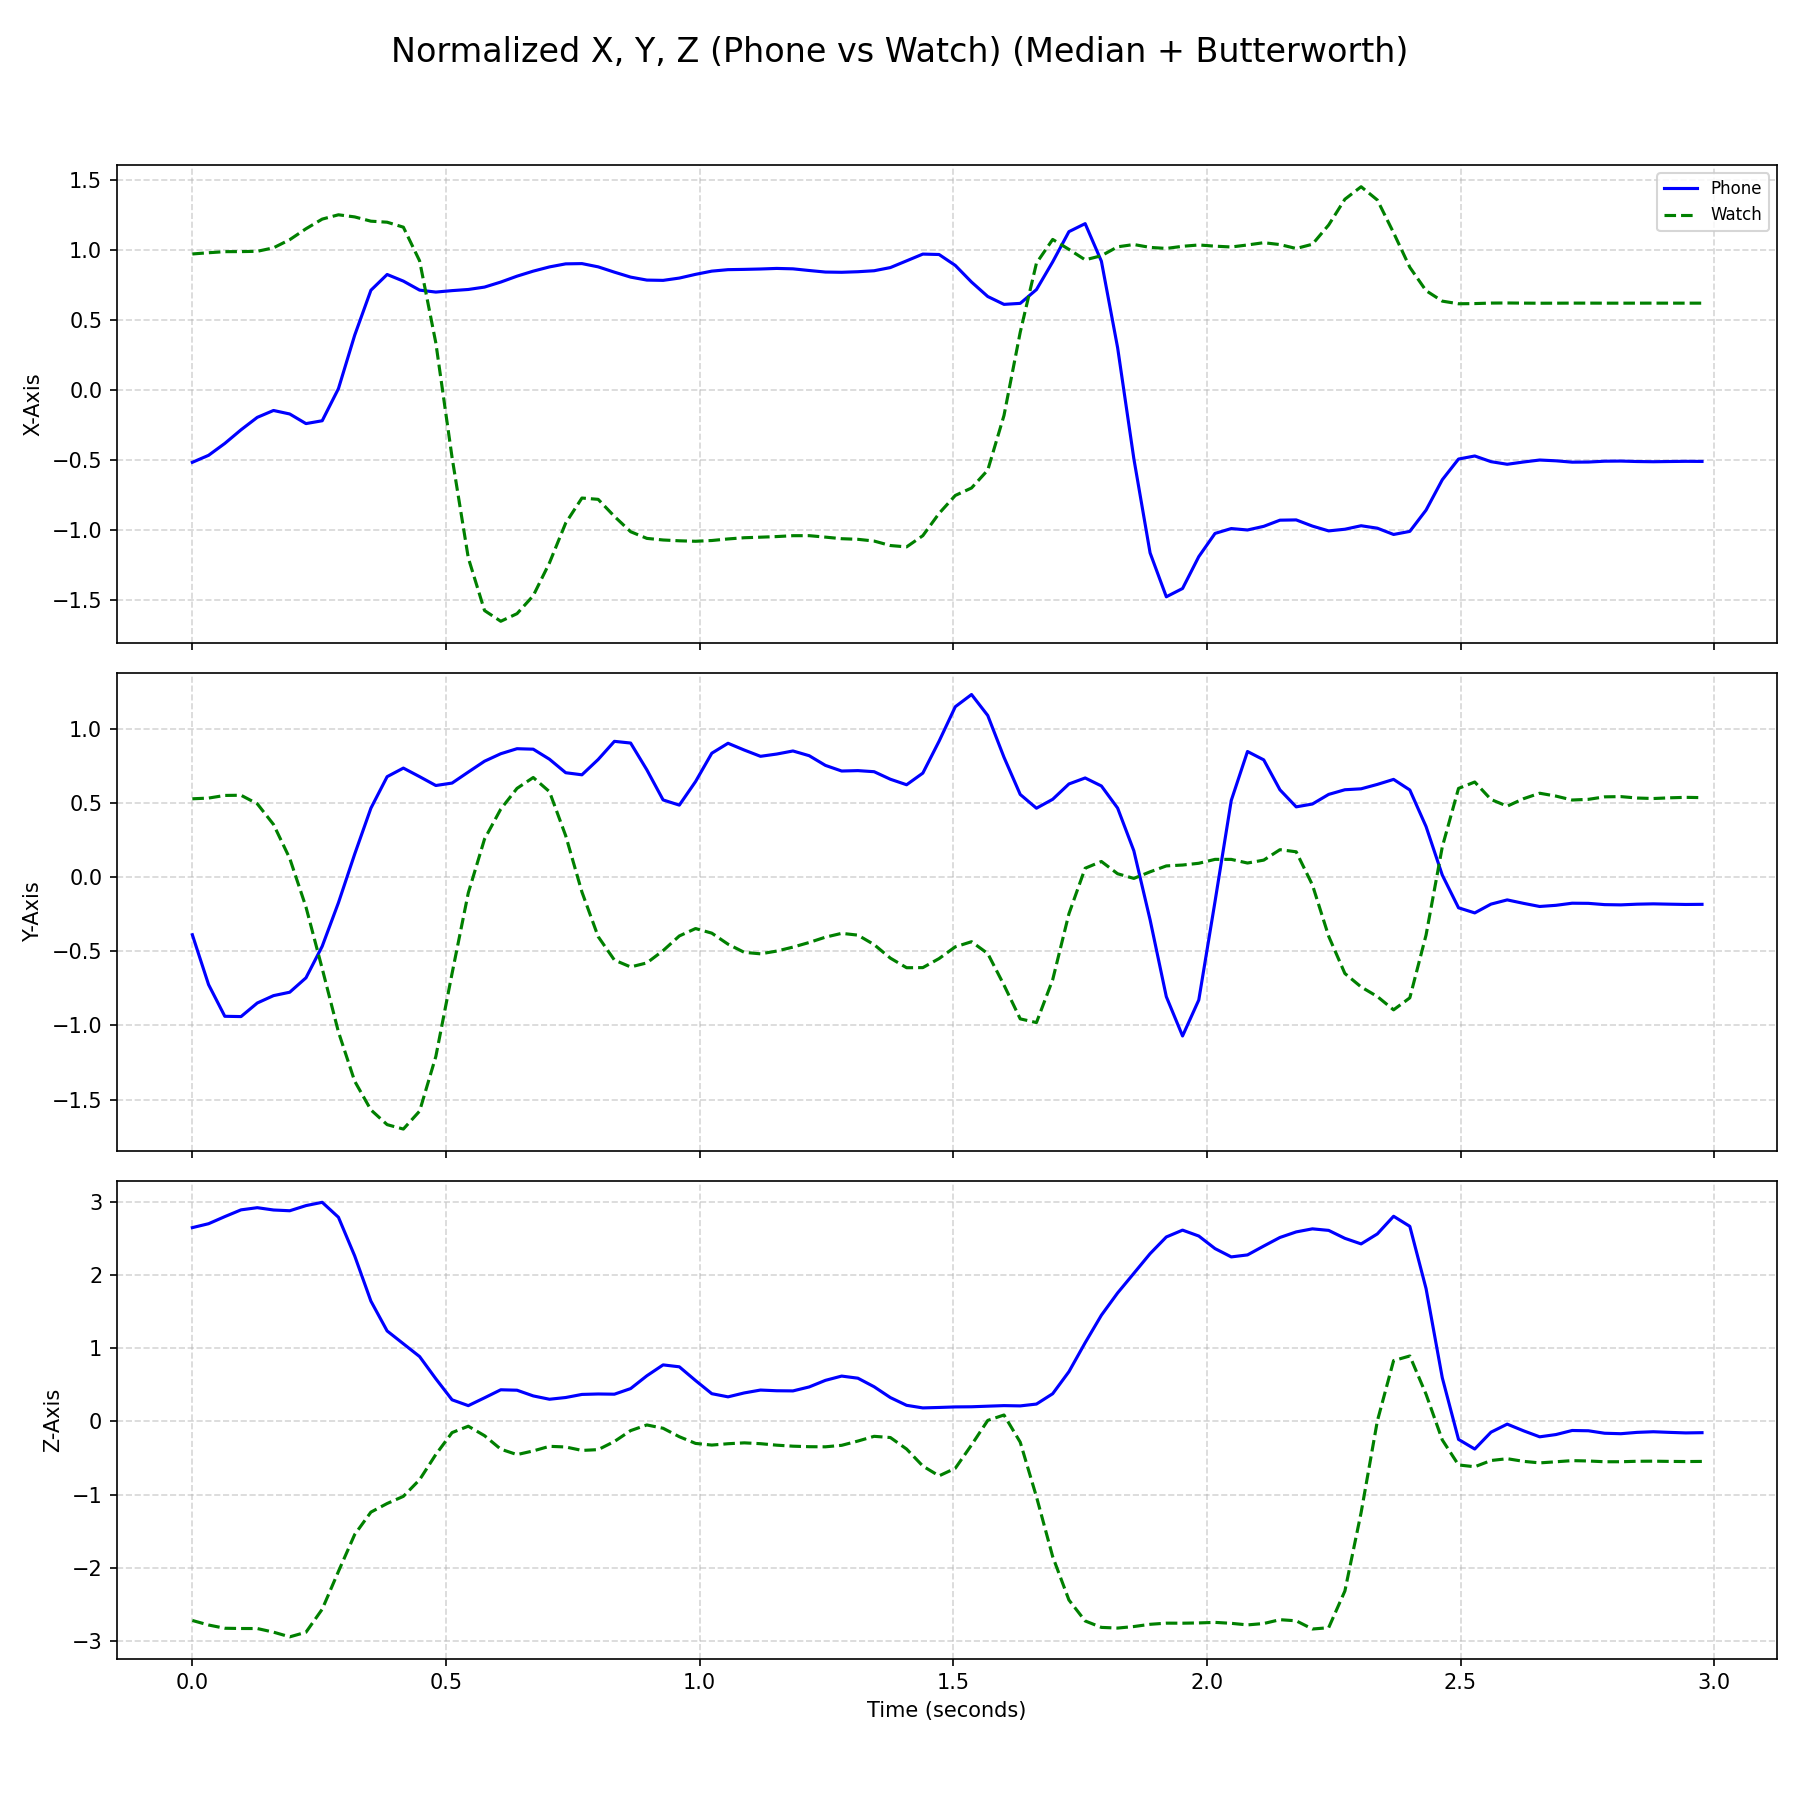 Normalized X, Y, Z (Phone vs Watch) (Median + Butterworth)
Phone
Watch
1.5
1.0
0.5
0.0
−0.5
−1.0
−1.5
X-Axis
1.0
0.5
0.0
−0.5
−1.0
−1.5
Y-Axis
3
2
1
0
−1
−2
−3
Z-Axis
0.0 0.5 1.0 1.5 2.0 2.5 3.0
Time (seconds)